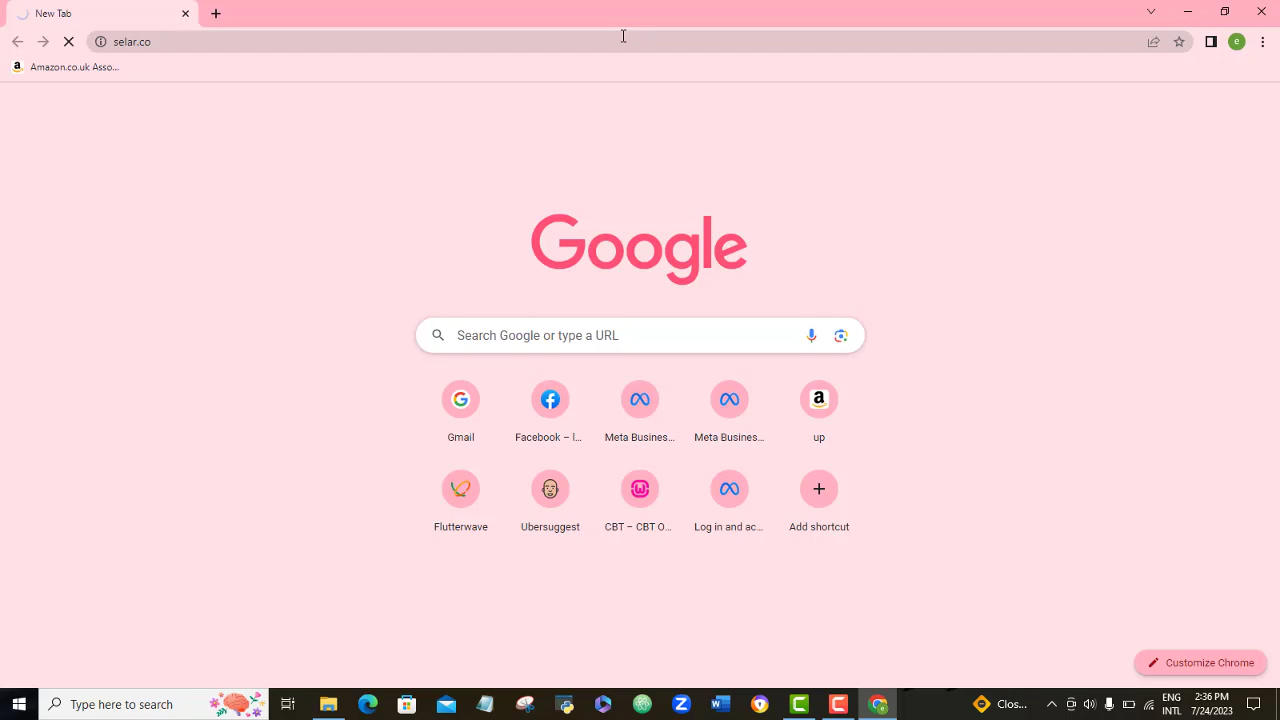 New Tab
selar.co
Amazon.co.uk Asso...
Google
Search Google or type a URL
Gmail
Facebook – l...
Meta Busines...
Meta Busines...
up
Flutterwave
Ubersuggest
CBT – CBT O...
Log in and ac...
Add shortcut
Customize Chrome
Type here to search
Clos...
ENG
INTL
2:36 PM
7/24/2023